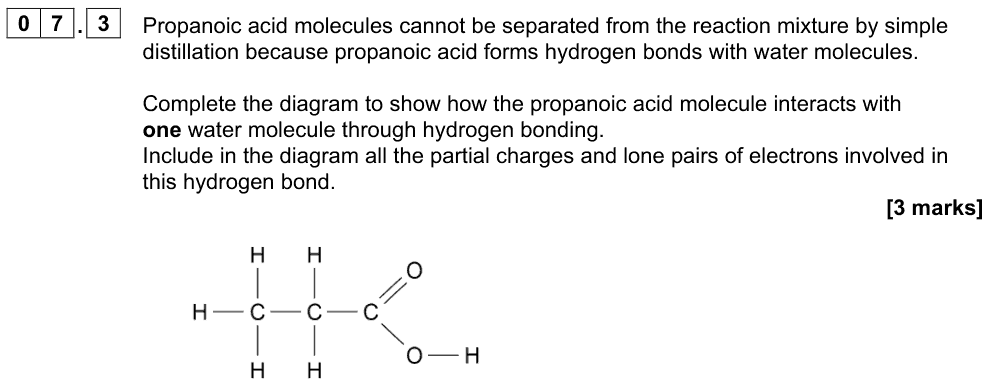 0 7 . 3 Propanoic acid molecules cannot be separated from the reaction mixture by simple
distillation because propanoic acid forms hydrogen bonds with water molecules.
Complete the diagram to show how the propanoic acid molecule interacts with
one water molecule through hydrogen bonding.
Include in the diagram all the partial charges and lone pairs of electrons involved in
this hydrogen bond.
[3 marks]
H H O
H C C C
H H O H